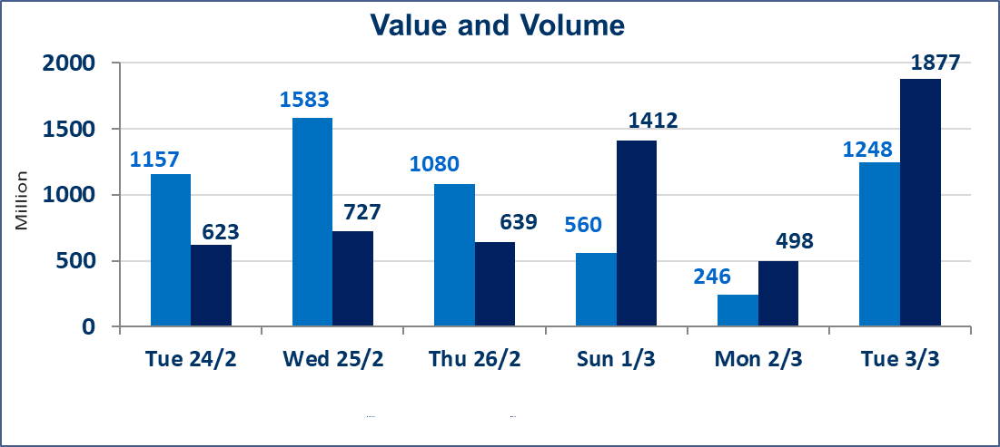 Value and Volume
Million
2000
1500
1000
500
0
1157
623
1583
727
1080
639
560
1412
246
498
1248
1877
Tue 24/2
Wed 25/2
Thu 26/2
Sun 1/3
Mon 2/3
Tue 3/3